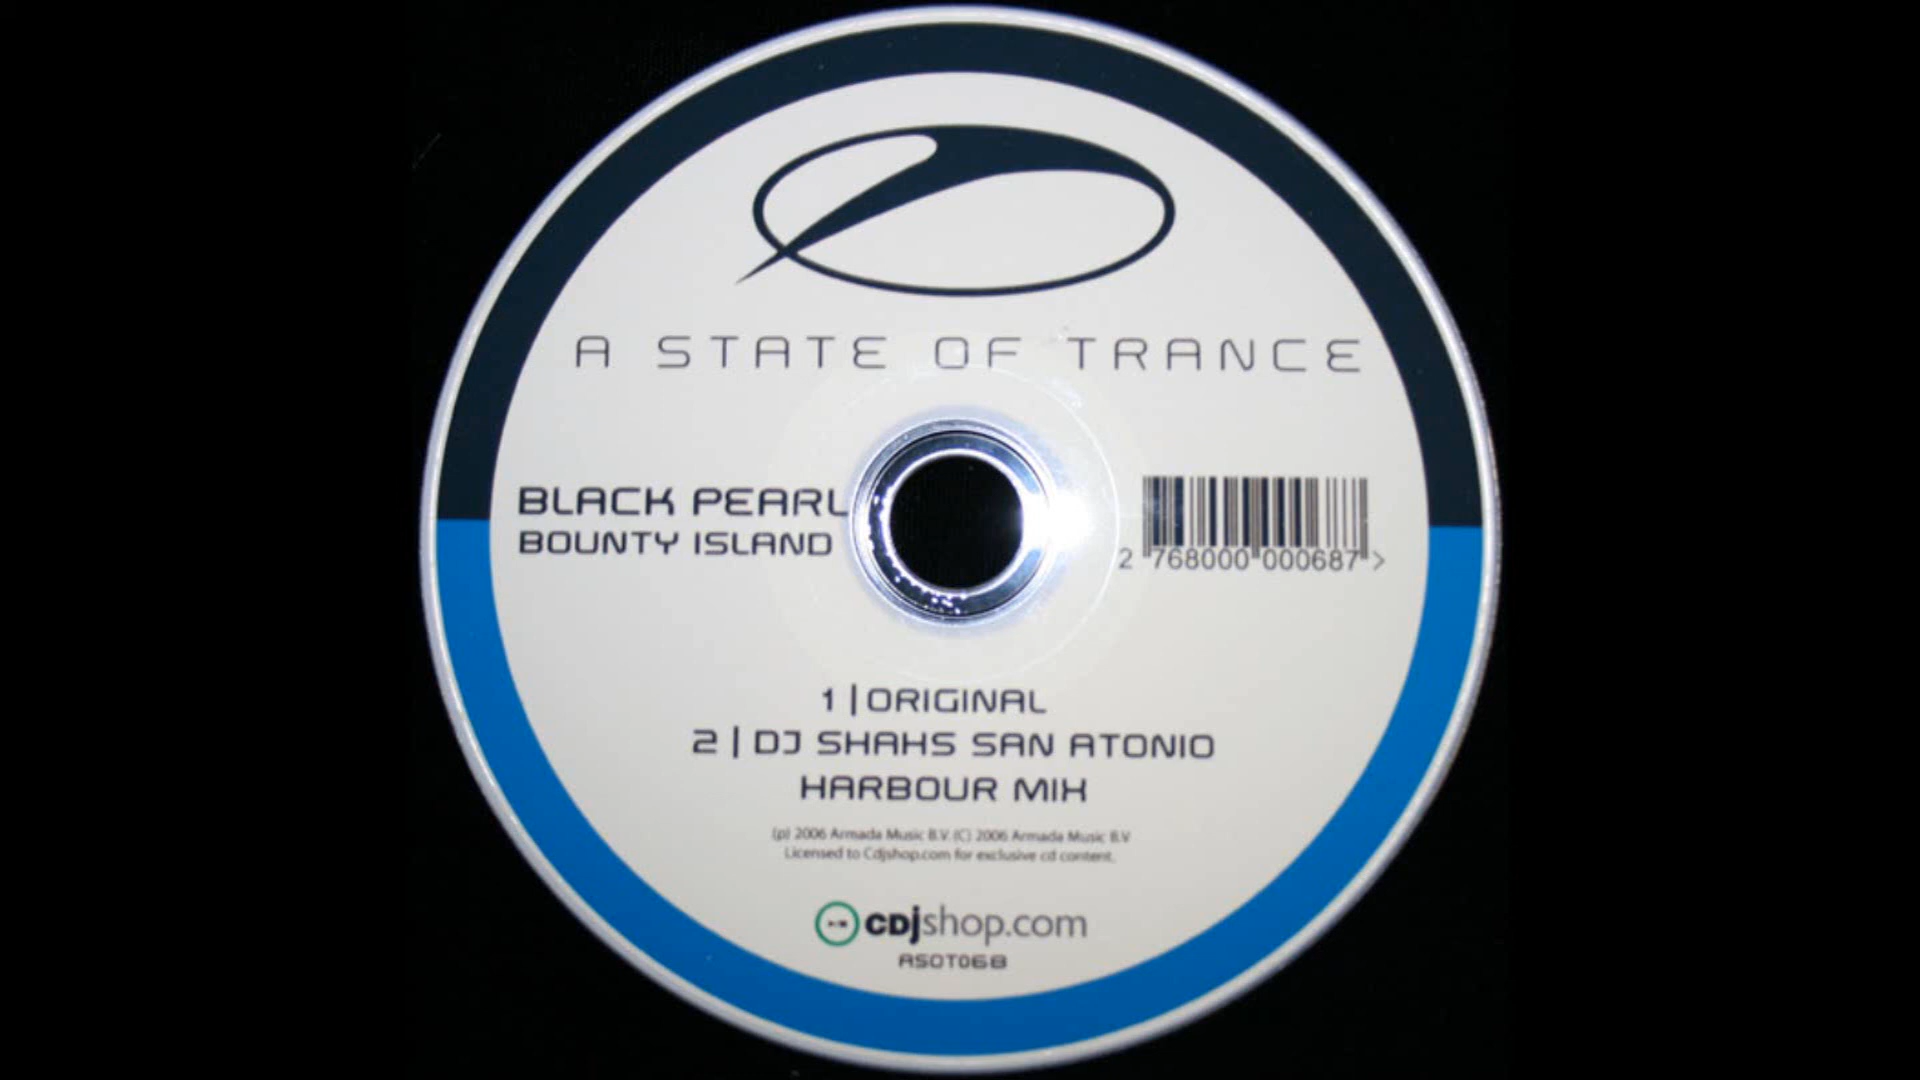 A STATE OF TRANCE
BLACK PEARL
BOUNTY ISLAND
2 768000 000687 >
1 | ORIGINAL
2 | DJ SHAHS SAN ATONIO
HARBOUR MIX
(p) 2006 Armada Music B.V. (C) 2006 Armada Music B.V
Licensed to Cdjshop.com for exclusive cd content.
CDjshop.com
ASOT068